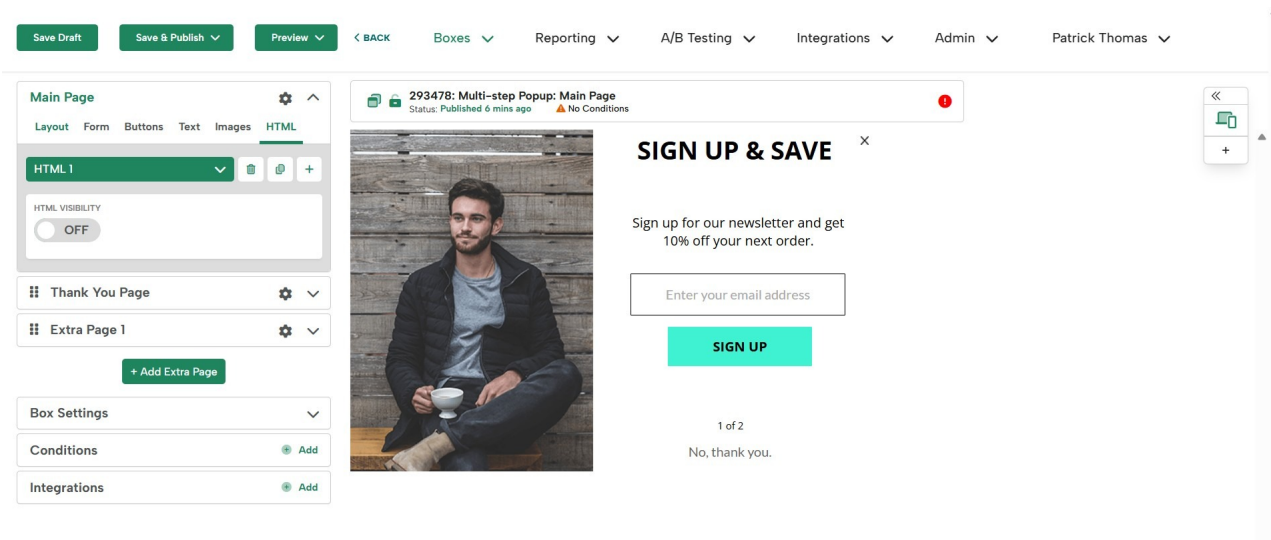 Save Draft
Save & Publish
Preview
< BACK
Boxes
Reporting
A/B Testing
Integrations
Admin
Patrick Thomas
Main Page
Layout Form Buttons Text Images HTML
HTML 1
+
HTML VISIBILITY
OFF
Thank You Page
Extra Page 1
+ Add Extra Page
Box Settings
Conditions
Add
Integrations
Add
293478: Multi-step Popup: Main Page
Status: Published 6 mins ago No Conditions
SIGN UP & SAVE
X
Sign up for our newsletter and get
10% off your next order.
Enter your email address
SIGN UP
1 of 2
No, thank you.
+